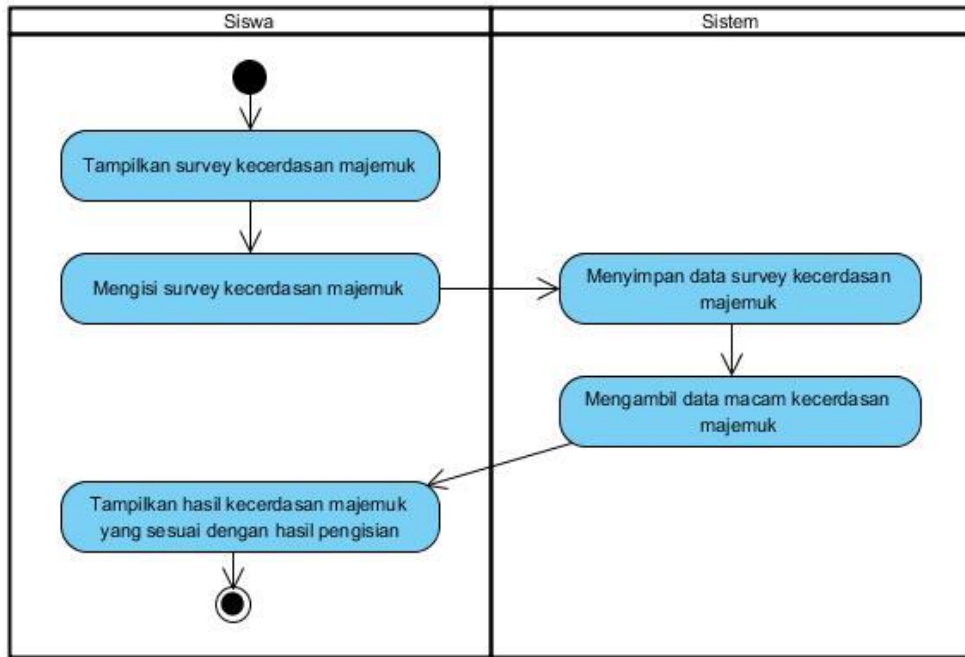 Siswa
Sistem
Tampilkan survey kecerdasan majemuk
Mengisi survey kecerdasan majemuk
Menyimpan data survey kecerdasan
majemuk
Mengambil data macam kecerdasan
majemuk
Tampilkan hasil kecerdasan majemuk
yang sesuai dengan hasil pengisian